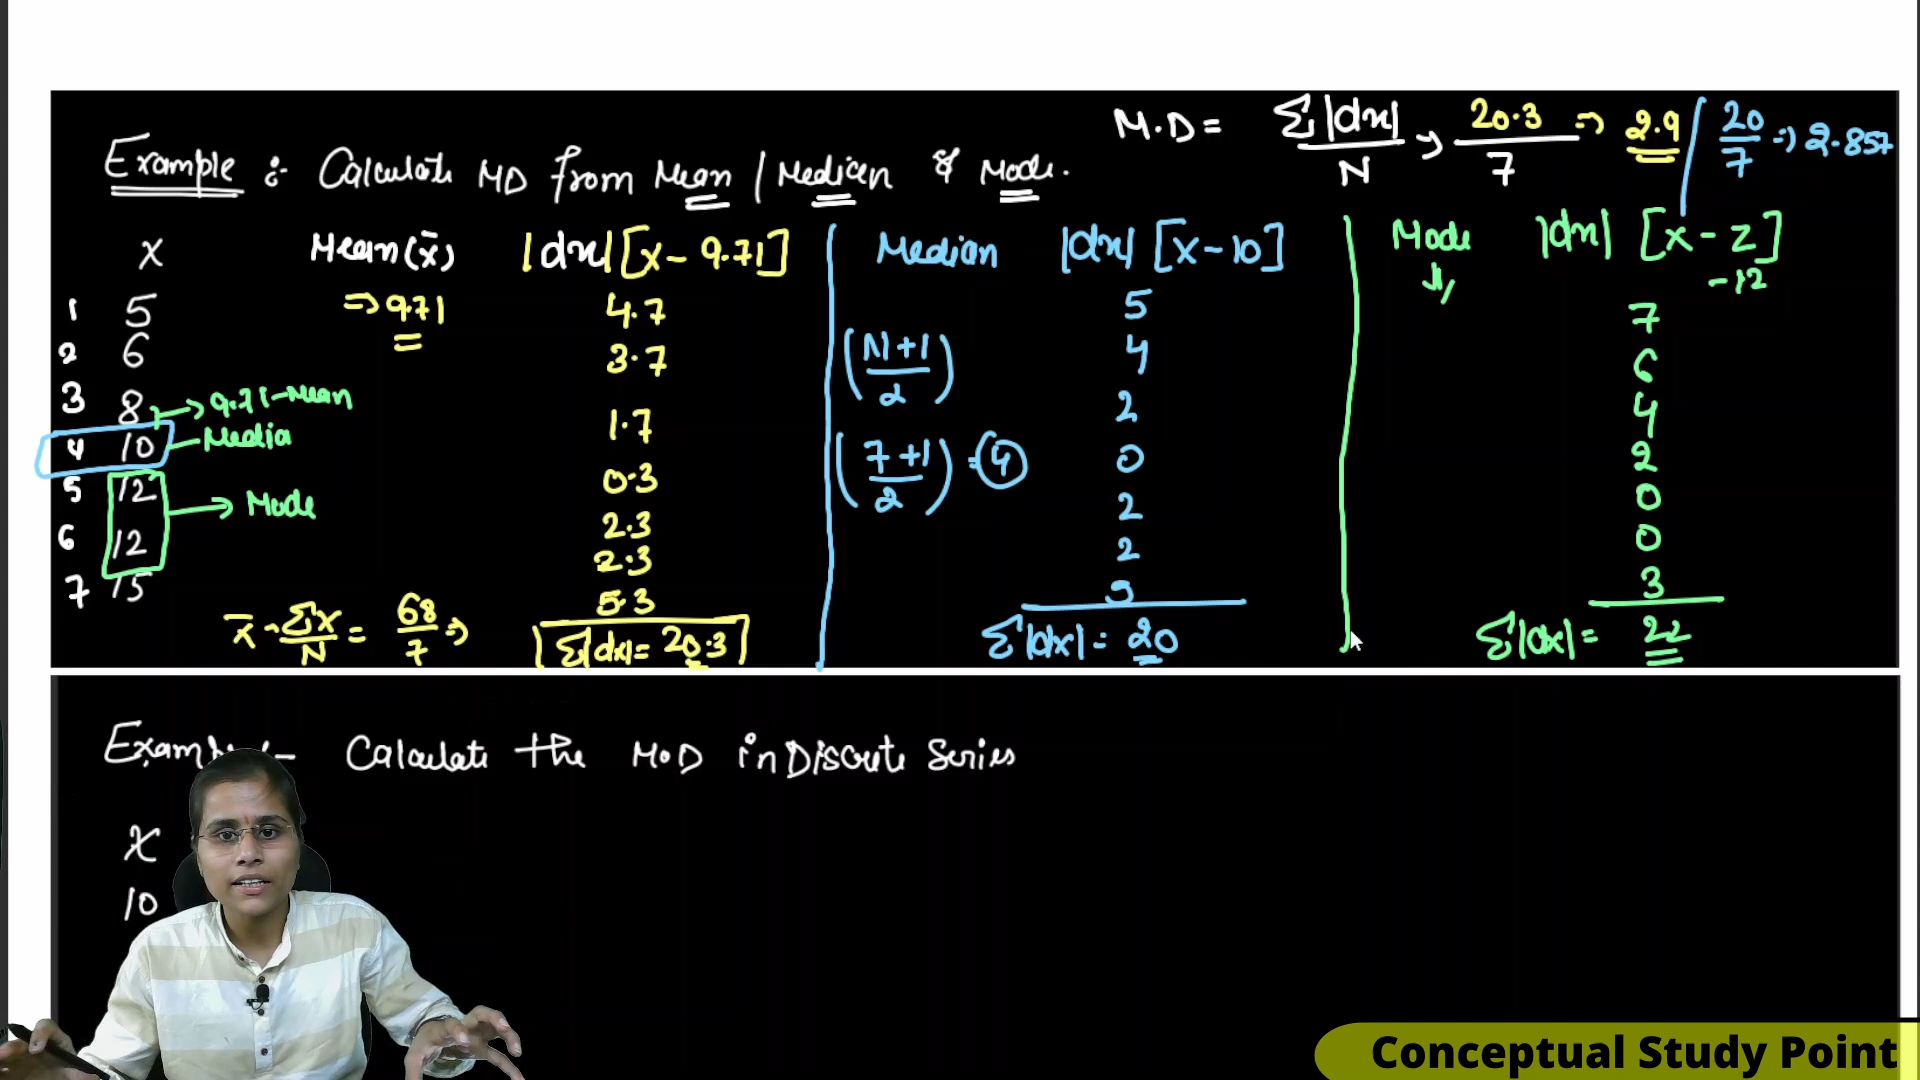 M.D = Σ|dx| / N → 20.3 / 7 ⇒ 2.9 / 20 / 7 ⇒ 2.857
Example :- Calculate MD from Mean / Median & Mode.
x Mean (x̄) |dx| [x - 9.71] Median |dx| [x - 10] Mode |dx| [x - z]
- 12
1 5 ⇒ 9.71 4.7 5 7
2 6 3.7 (N+1 / 2) 4 6
3 8 → 9.71 - Mean 1.7 2 4
4 10 - Media 0.3 (7+1 / 2) = 4 0 2
5 12 → Mode 2.3 2 0
6 12 2.3 2 0
7 15 5.3 5 3
x̄ - Σx / N = 68 / 7 ⇒ Σ|dx| = 20.3 Σ|dx| = 20 Σ|dx| = 22
Calculate the M.D in Discute Series
x
10
Conceptual Study Point